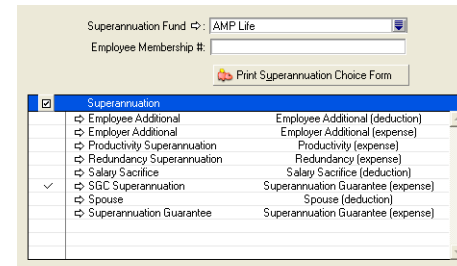 Superannuation Fund ⇨: AMP Life
Employee Membership #:
Print Superannuation Choice Form
Superannuation
⇨ Employee Additional Employee Additional (deduction)
⇨ Employer Additional Employer Additional (expense)
⇨ Productivity Superannuation Productivity (expense)
⇨ Redundancy Superannuation Redundancy (expense)
⇨ Salary Sacrifice Salary Sacrifice (deduction)
⇨ SGC Superannuation Superannuation Guarantee (expense)
⇨ Spouse Spouse (deduction)
⇨ Superannuation Guarantee Superannuation Guarantee (expense)